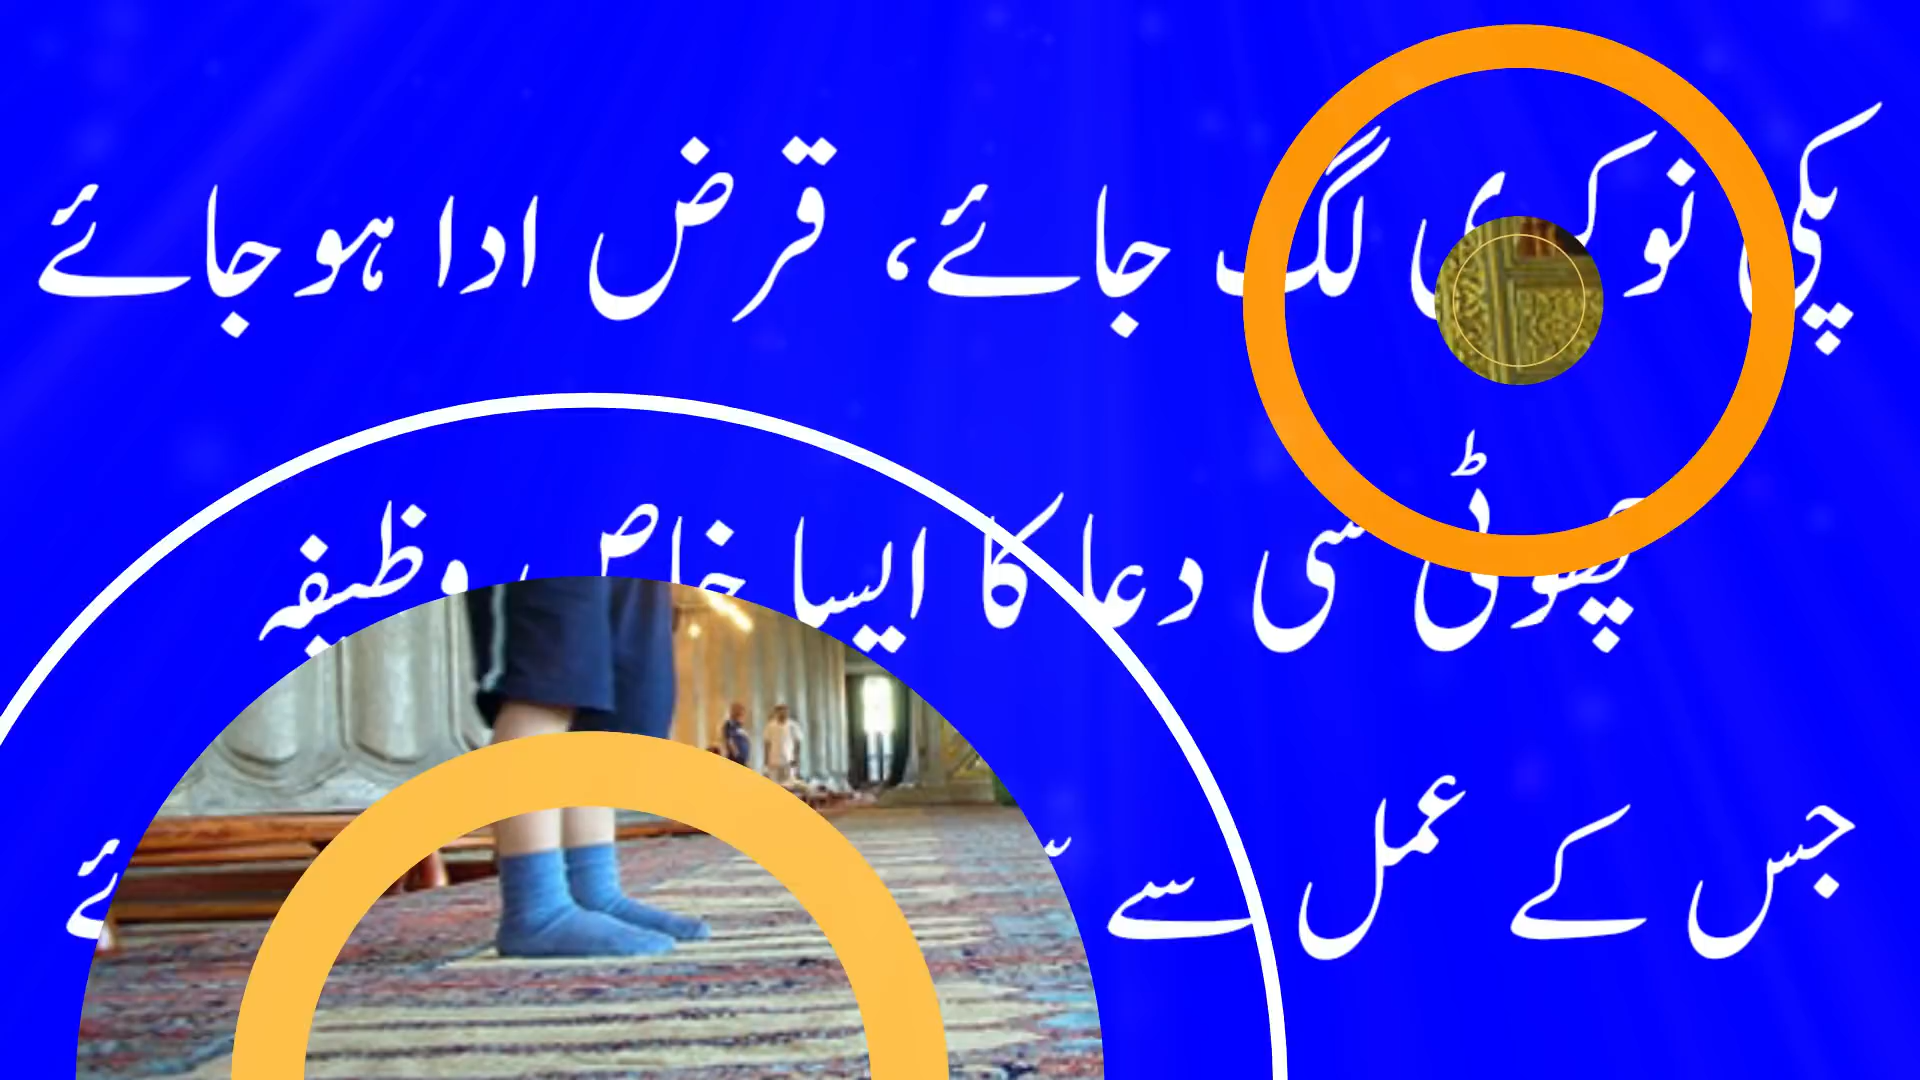 پکی نوکری لگ جائے، قرض ادا ہو جائے
چھوٹی سی دعا کا ایسا خاص وظیفہ
جس کے عمل سے